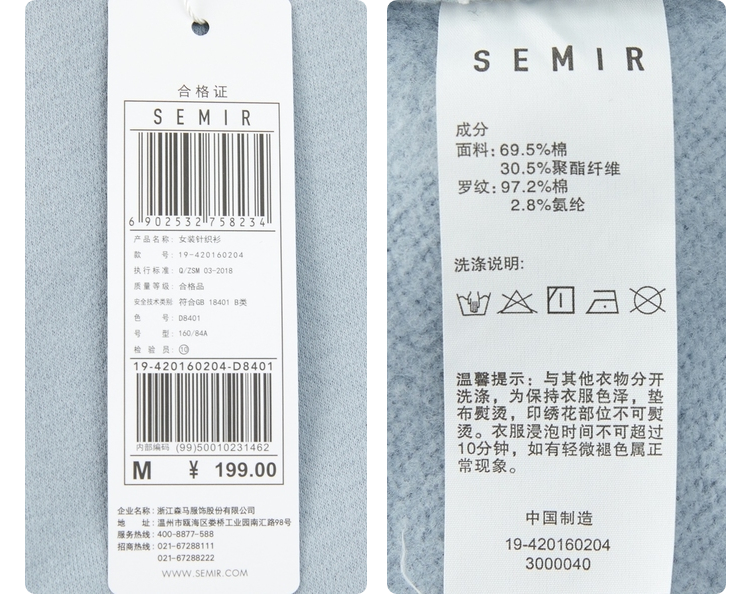 合格证
SEMIR
6 902532 758234
产品名称: 女装针织衫
款 号: 19-420160204
执行标准: Q/ZSM 03-2018
质量等级: 合格品
安全技术类别 符合GB 18401 B类
色 号: D8401
号 型: 160/84A
检 验 员: ⑩
19-420160204-D8401
内部编码 (99)50010231462
M ¥ 199.00
企业名称: 浙江森马服饰股份有限公司
地 址: 温州市瓯海区娄桥工业园南汇路98号
服务热线: 400-8877-588
招商热线: 021-67288111
021-67288222
WWW.SEMIR.COM
SEMIR
成分
面料: 69.5%棉
30.5%聚酯纤维
罗纹: 97.2%棉
2.8%氨纶
洗涤说明:
温馨提示: 与其他衣物分开
洗涤, 为保持衣服色泽, 垫
布熨烫, 印绣花部位不可熨
烫。衣服浸泡时间不可超过
10分钟, 如有轻微褪色属正
常现象。
中国制造
19-420160204
3000040